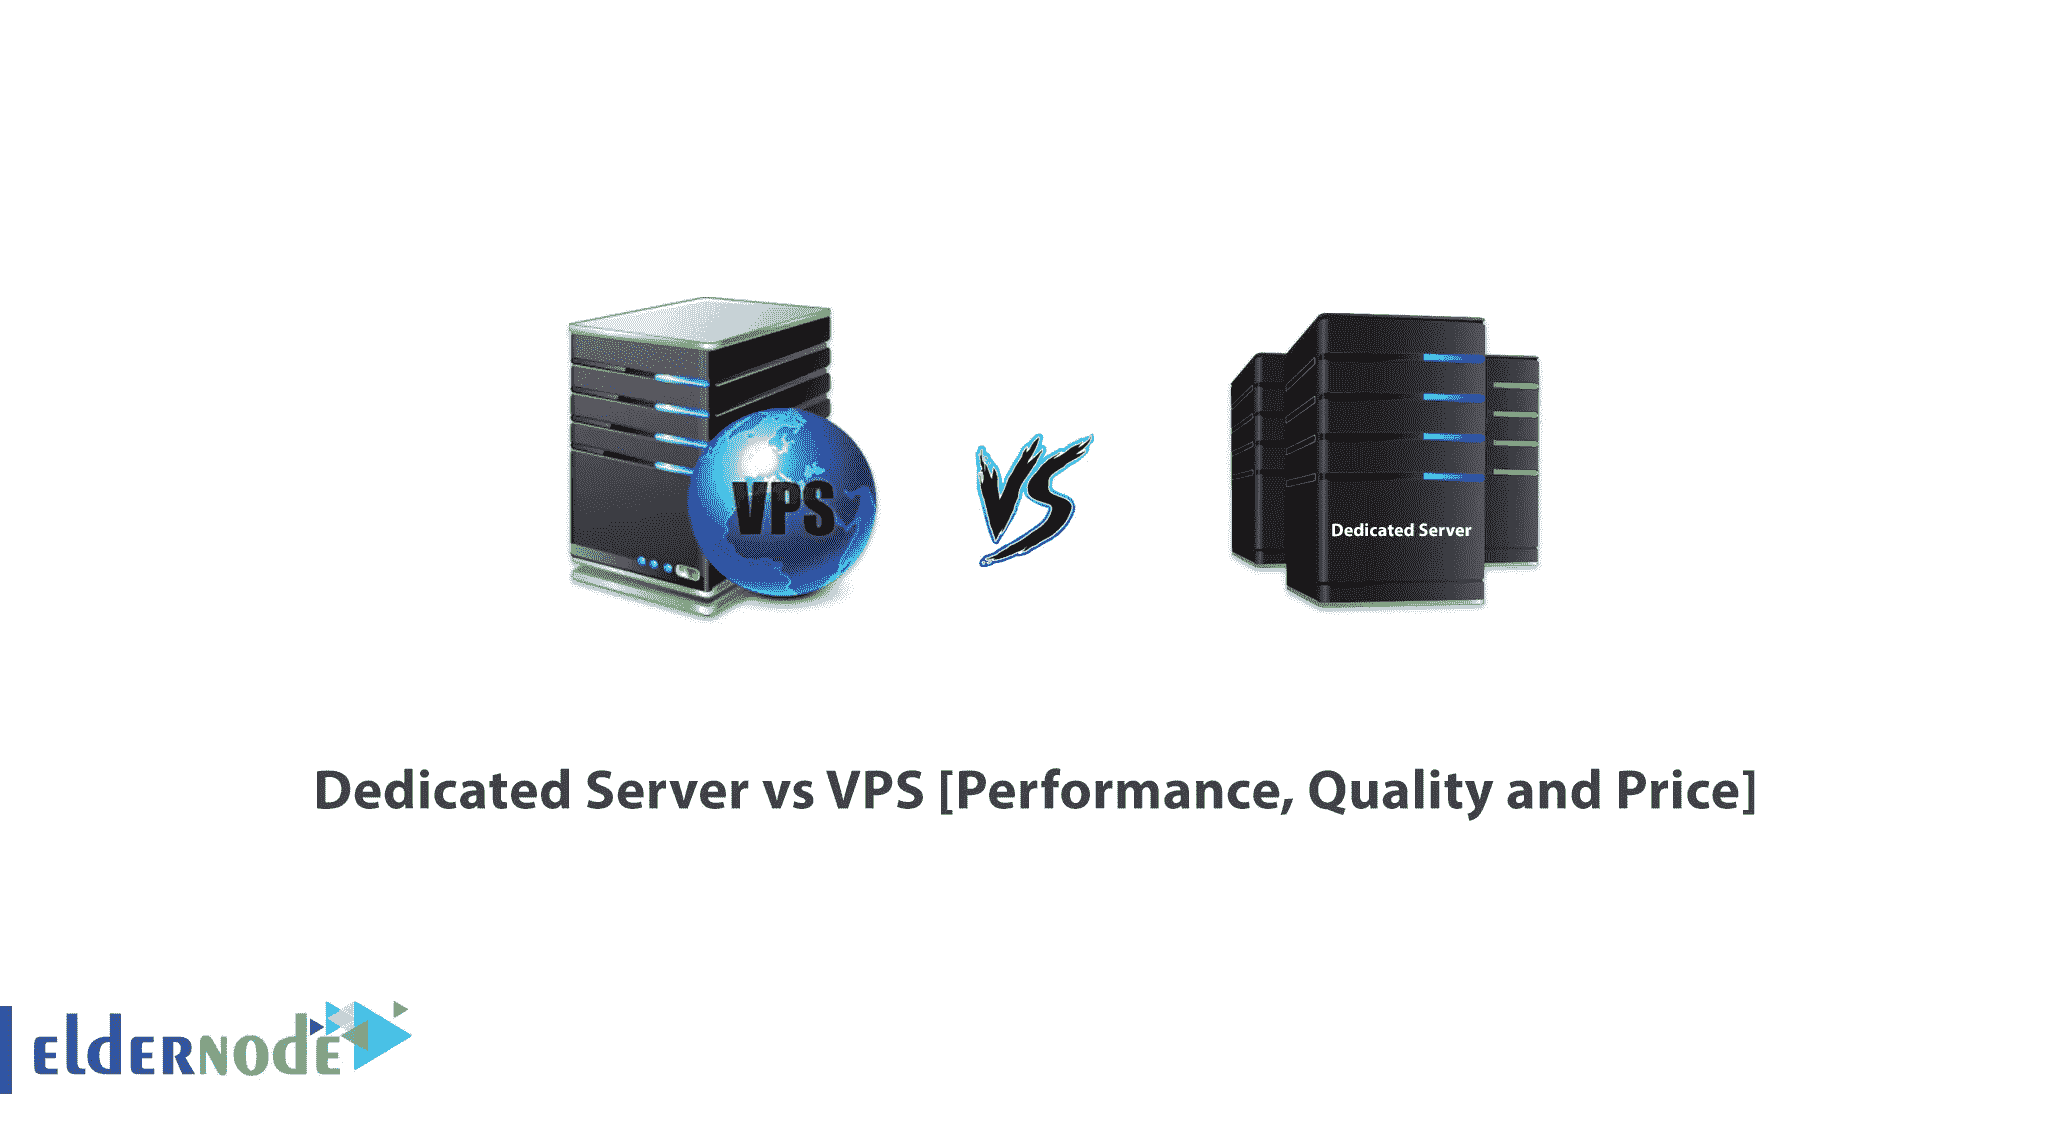 VPS
VS
Dedicated Server
Dedicated Server vs VPS [Performance, Quality and Price]
ELDERNODE